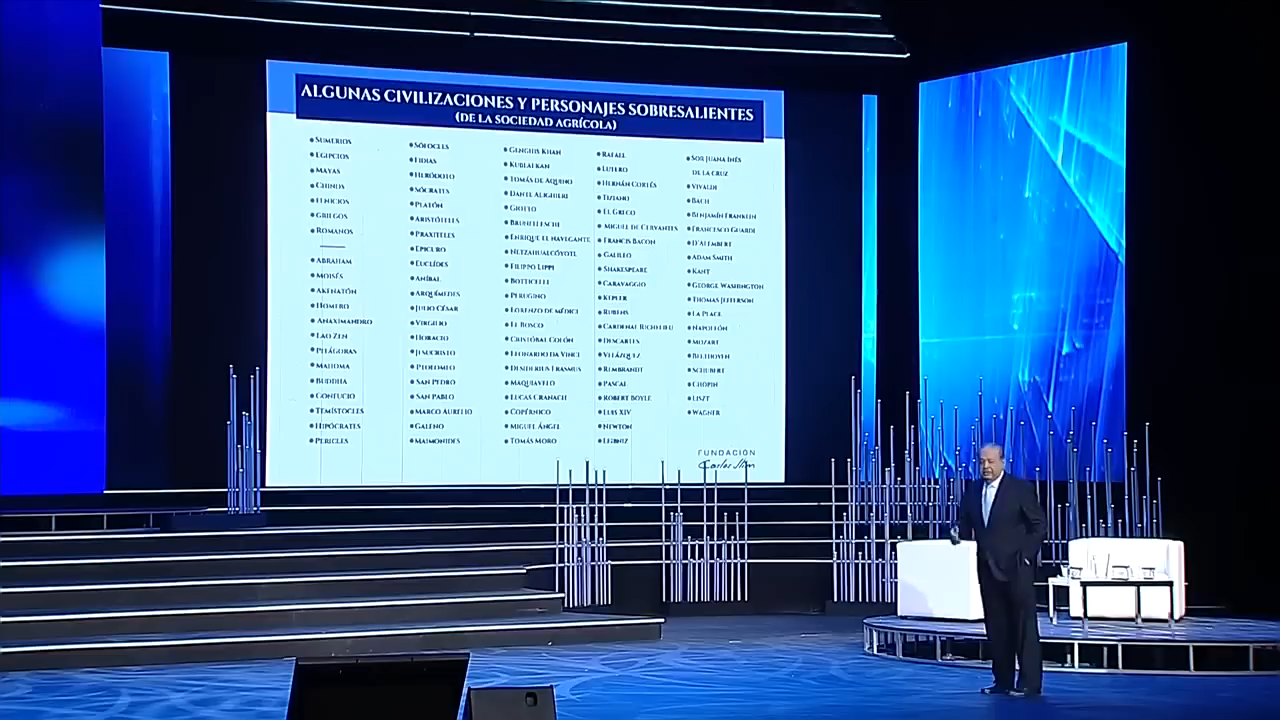 ALGUNAS CIVILIZACIONES Y PERSONAJES SOBRESALIENTES
(DE LA SOCIEDAD AGRÍCOLA)
SUMERIOS
EGIPCIOS
MAYAS
CHINOS
FENICIOS
GRIEGOS
ROMANOS
ABRAHAM
MOISÉS
AKENATÓN
HOMERO
ANAXIMANDRO
LAO ZEN
PITÁGORAS
MAHOMA
BUDDHA
CONFUCIO
TEMÍSTOCLES
HIPÓCRATES
PERICLES
SÓFOCLES
FIDIAS
HERÓDOTO
SÓCRATES
PLATÓN
ARISTÓTELES
PRAXITELES
EPICURO
EUCLÍDES
ANÍBAL
ARQUÍMEDES
JULIO CÉSAR
VIRGILIO
HORACIO
JESUCRISTO
PTOLOMEO
SAN PEDRO
SAN PABLO
MARCO AURELIO
GALENO
MAIMONIDES
GENGHIS KHAN
KUBLAI KAN
TOMÁS DE AQUINO
DANTE ALIGHIERI
GIOTTO
BRUNELLESCHI
ENRIQUE EL NAVEGANTE
NETZAHUALCÓYOTL
FILIPPO LIPPI
BOTTICELLI
PERUGINO
LORENZO DE MÉDICI
EL BOSCO
CRISTÓBAL COLÓN
LEONARDO DA VINCI
DESIDERIUS ERASMUS
MAQUIAVELO
LUCAS CRANACH
COPÉRNICO
MIGUEL ÁNGEL
TOMÁS MORO
RAFAEL
LUTERO
HERNÁN CORTÉS
TIZIANO
EL GRECO
MIGUEL DE CERVANTES
FRANCIS BACON
GALILEO
SHAKESPEARE
CARAVAGGIO
KEPLER
RUBENS
CARDENAL RICHELIEU
DESCARTES
VELÁZQUEZ
REMBRANDT
PASCAL
ROBERT BOYLE
LUIS XIV
NEWTON
LEIBNIZ
SOR JUANA INÉS
DE LA CRUZ
VIVALDI
BACH
BENJAMÍN FRANKLIN
FRANCESCO GUARDI
D'ALEMBERT
ADAM SMITH
KANT
GEORGE WASHINGTON
THOMAS JEFFERSON
LA PLACE
NAPOLEÓN
MOZART
BEETHOVEN
SCHUBERT
CHOPIN
LISZT
WAGNER
FUNDACIÓN
Carlos Slim